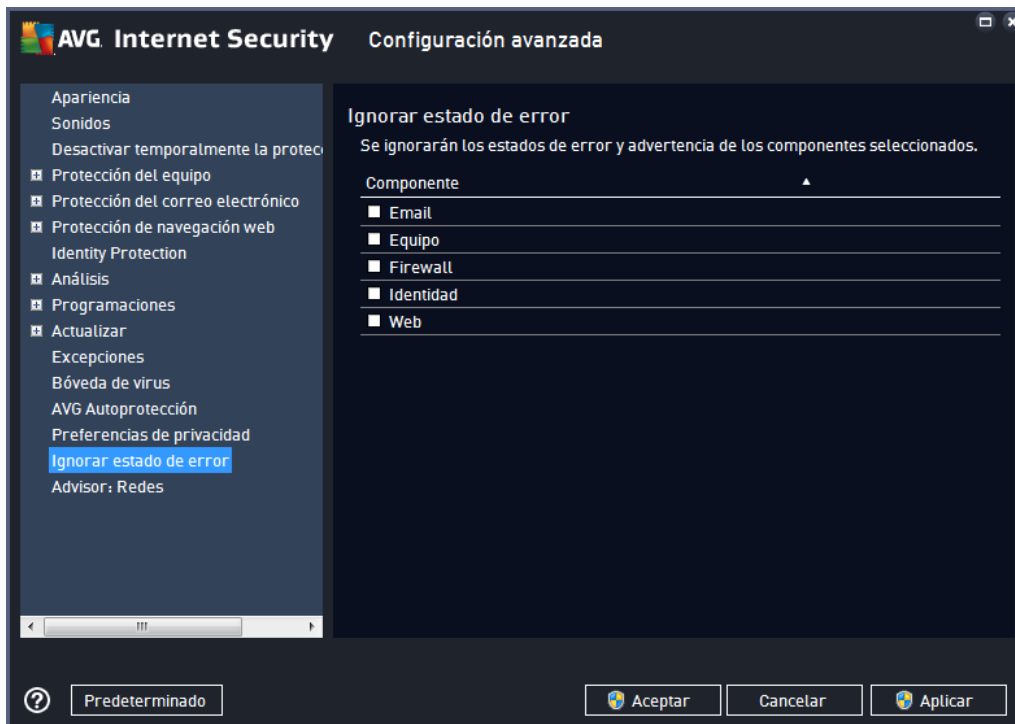 AVG. Internet Security Configuración avanzada
Apariencia
Sonidos
Desactivar temporalmente la protec
Protección del equipo
Protección del correo electrónico
Protección de navegación web
Identity Protection
Análisis
Programaciones
Actualizar
Excepciones
Bóveda de virus
AVG Autoprotección
Preferencias de privacidad
Ignorar estado de error
Advisor: Redes
Ignorar estado de error
Se ignorarán los estados de error y advertencia de los componentes seleccionados.
Componente
Email
Equipo
Firewall
Identidad
Web
Predeterminado
Aceptar
Cancelar
Aplicar